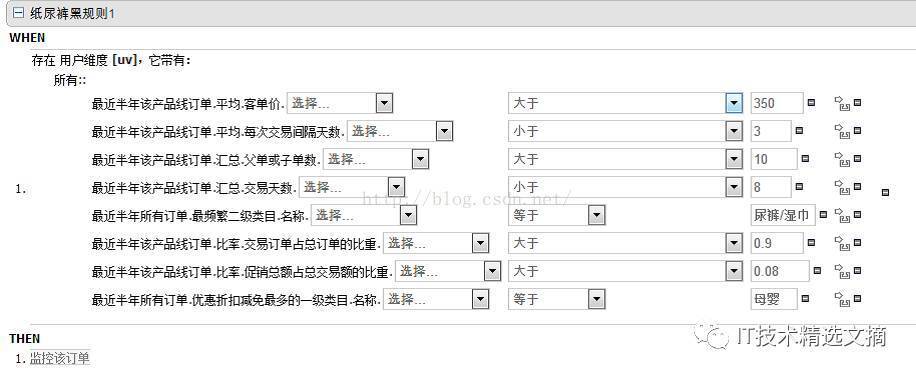 纸尿裤黑规则1
WHEN
存在 用户维度 [uv]，它带有：
所有::
最近半年该产品线订单.平均.客单价. 选择... 大于 350
最近半年该产品线订单.平均.每次交易间隔天数. 选择... 小于 3
最近半年该产品线订单.汇总.父单或子单数. 选择... 大于 10
1. 最近半年该产品线订单.汇总.交易天数. 选择... 小于 8
http://blog.csdn.net/
最近半年所有订单.最频繁二级类目.名称. 选择... 等于 尿裤/湿巾
最近半年该产品线订单.比率.交易订单占总订单的比重. 选择... 大于 0.9
最近半年该产品线订单.比率.促销总额占总交易额的比重. 选择... 大于 0.08
最近半年所有订单.优惠折扣减免最多的一级类目.名称. 选择... 等于 母婴
THEN
IT技术精选文摘
1. 监控该订单